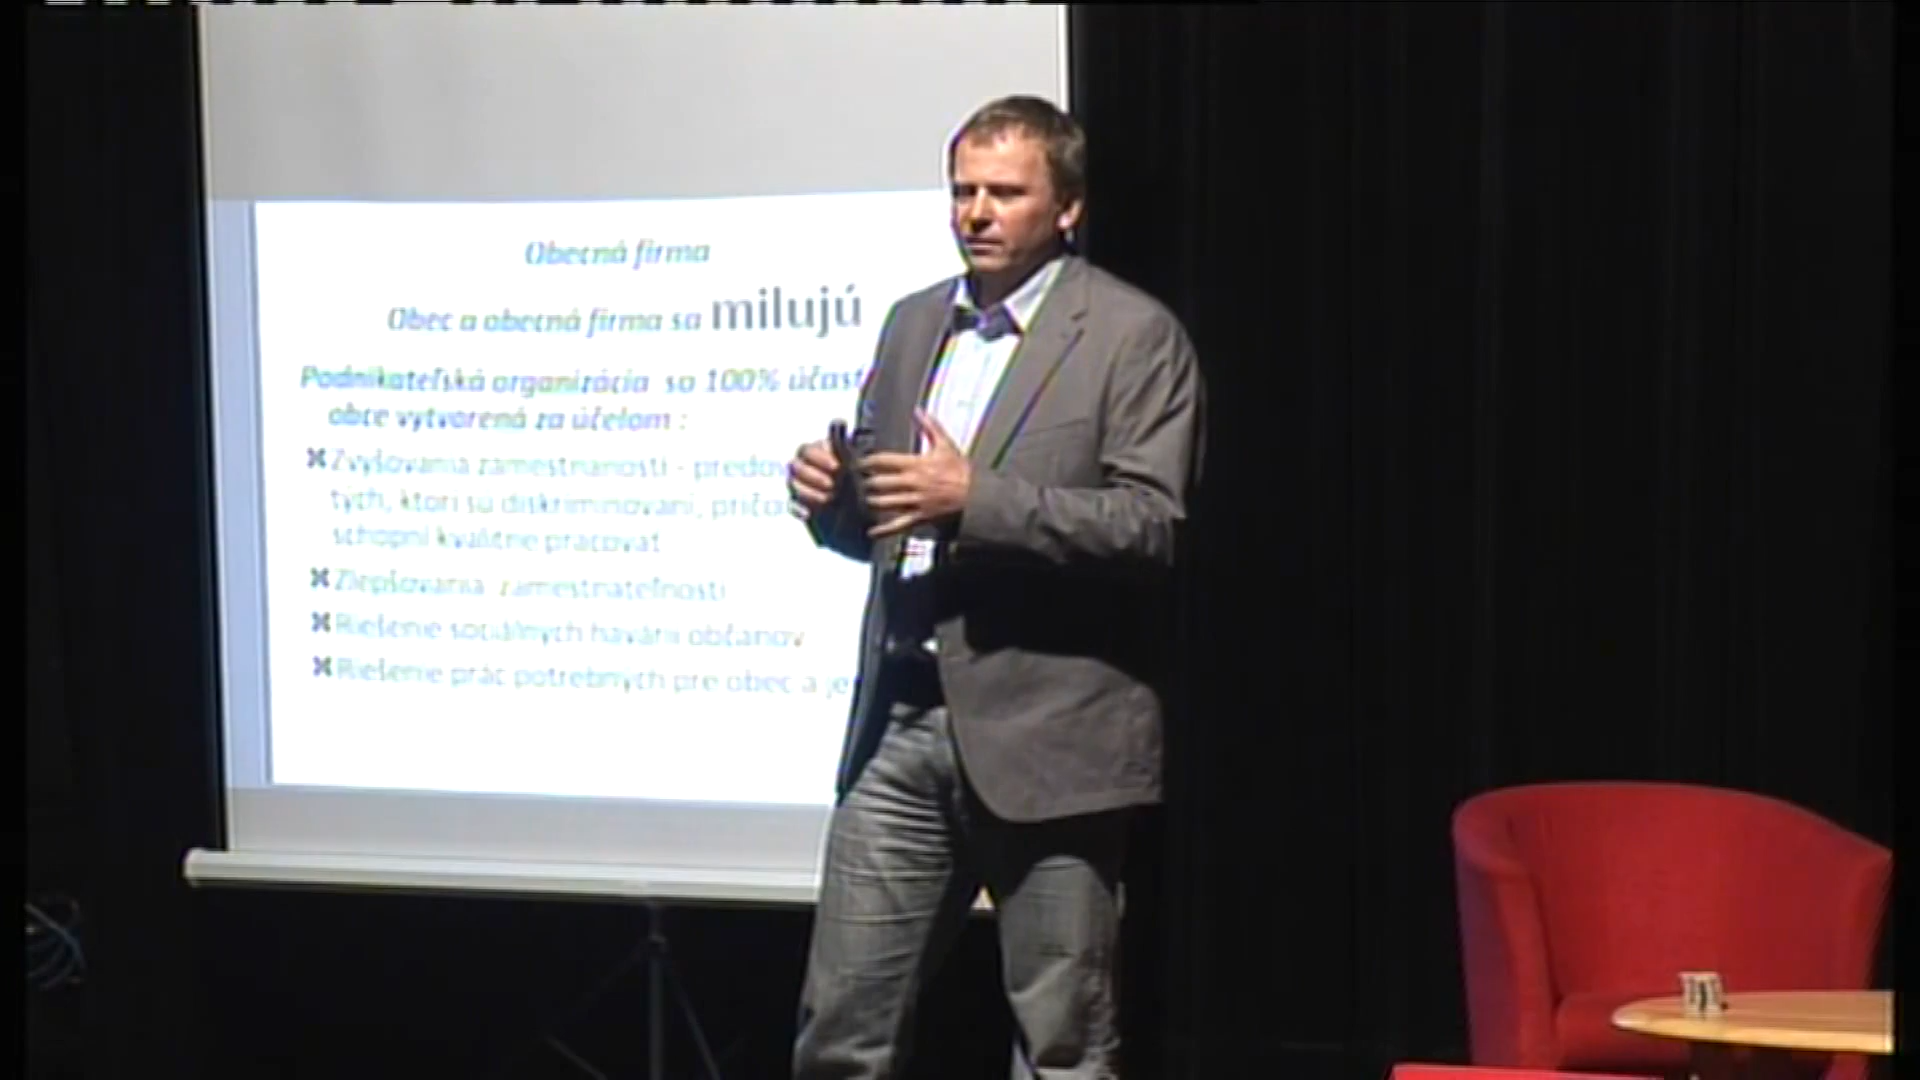 Obecná firma
Obec a obecná firma sa milujú
Podnikateľská organizácia so 100% účasť
obce vytvorená za účelom :
Zvyšovania zamestnanosti - predov
tých, ktorí sú diskriminovaní, pričo
schopní kvalitne pracovať
Zlepšovania zamestnateľnosti
Riešenie sociálnych havárií občanov
Riešenie prác potrebných pre obec a je